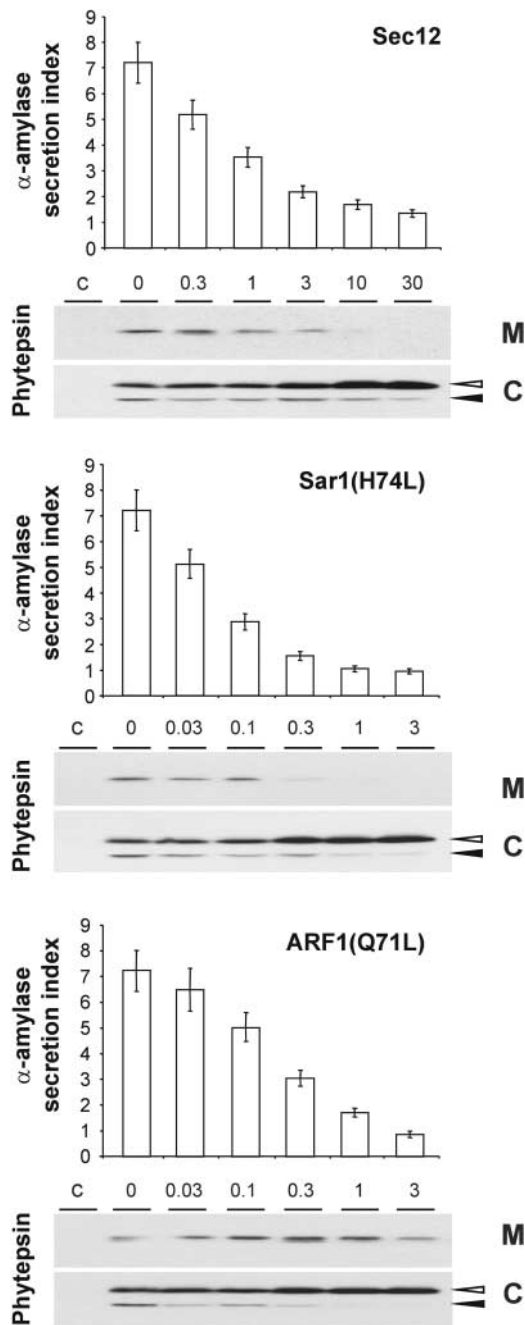 Sec12
α-amylase
secretion index
9
8
7
6
5
4
3
2
1
0
c 0 0.3 1 3 10 30
Phytepsin
M
C
Sar1(H74L)
α-amylase
secretion index
9
8
7
6
5
4
3
2
1
0
c 0 0.03 0.1 0.3 1 3
Phytepsin
M
C
ARF1(Q71L)
α-amylase
secretion index
9
8
7
6
5
4
3
2
1
0
c 0 0.03 0.1 0.3 1 3
Phytepsin
M
C